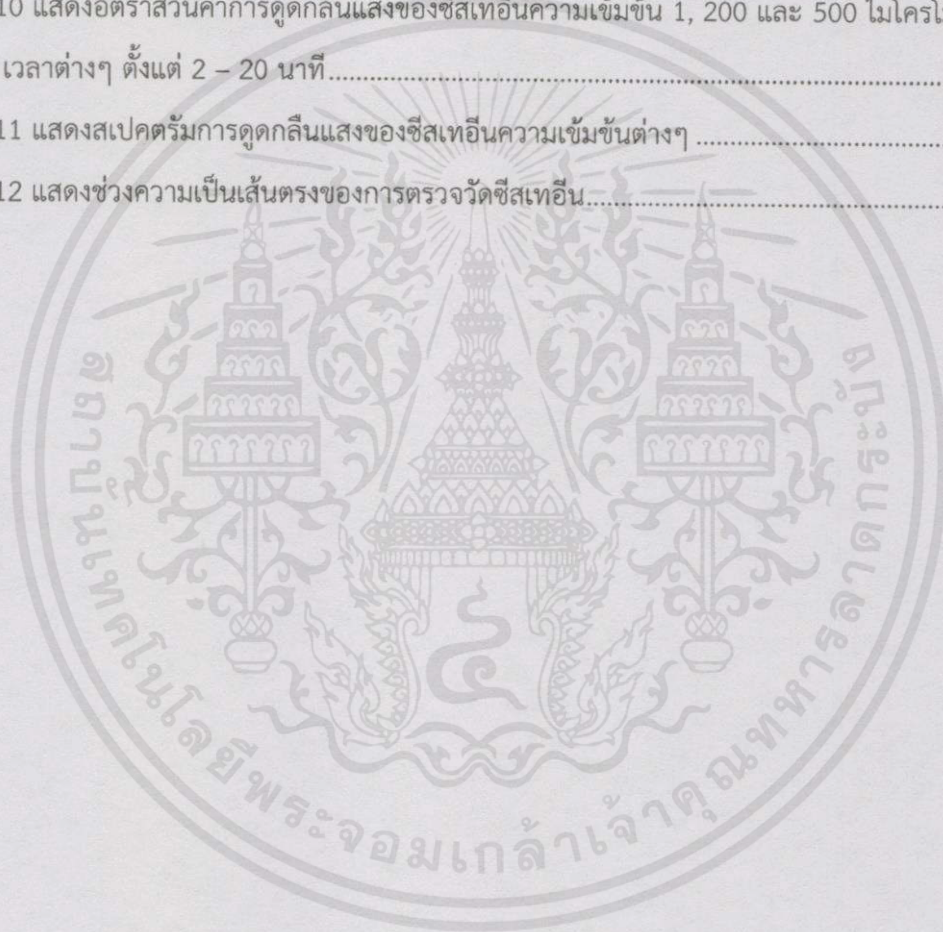 10 แสดงอัตราส่วนค่าการดูดกลืนแสงของซีสเทอีนความเข้มข้น 1, 200 และ 500
เวลาต่างๆ ตั้งแต่ 2 – 20 นาที
11 แสดงสเปคตรัมการดูดกลืนแสงของซีสเทอีนความเข้มข้นต่างๆ
12 แสดงช่วงความเป็นเส้นตรงของการตรวจวัดซีสเทอีน
สถาบันเทคโนโลยีพระจอมเกล้าเจ้าคุณทหารลาดกระบัง